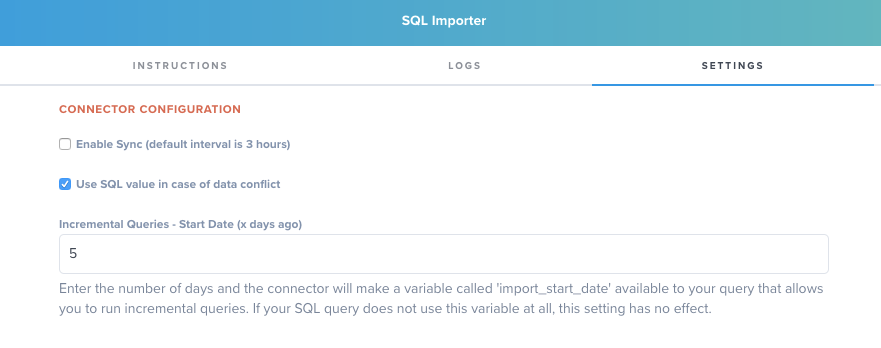 SQL Importer
INSTRUCTIONS
LOGS
SETTINGS
CONNECTOR CONFIGURATION
Enable Sync (default interval is 3 hours)
Use SQL value in case of data conflict
Incremental Queries - Start Date (x days ago)
5
Enter the number of days and the connector will make a variable called 'import_start_date' available to your query that allows
you to run incremental queries. If your SQL query does not use this variable at all, this setting has no effect.